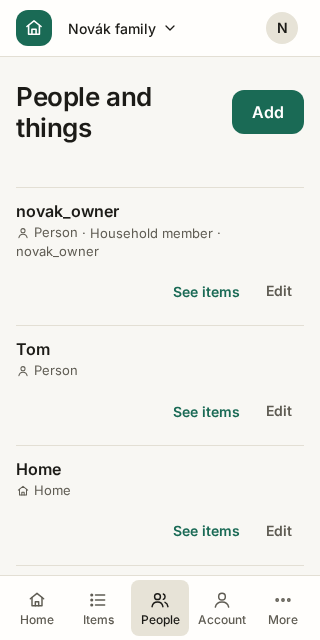 Novák family
N
People and
things
Add
novak_owner
Person · Household member ·
novak_owner
See items
Edit
Tom
Person
See items
Edit
Home
Home
See items
Edit
Home
Items
People
Account
More